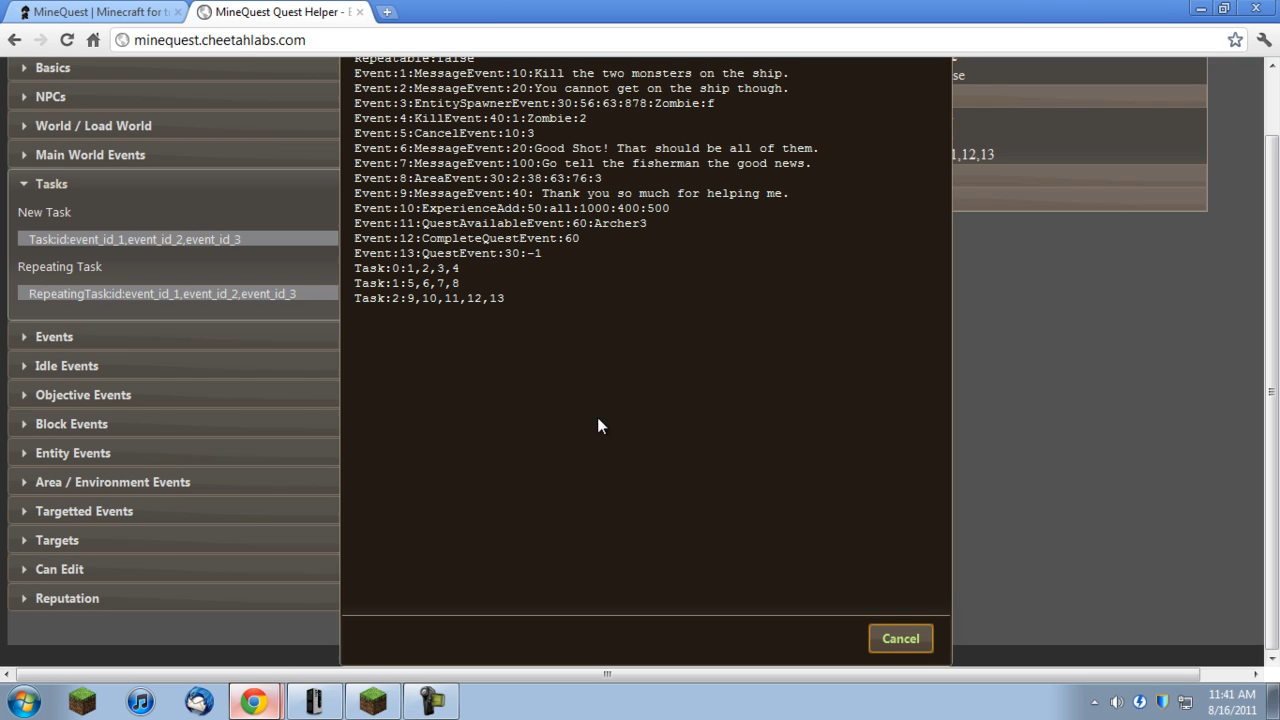 MineQuest | Minecraft for t
MineQuest Quest Helper - E
minequest.cheetahlabs.com
Basics
NPCs
World / Load World
Main World Events
Tasks
New Task
Task:id:event_id_1,event_id_2,event_id_3
Repeating Task
RepeatingTask:id:event_id_1,event_id_2,event_id_3
Events
Idle Events
Objective Events
Block Events
Entity Events
Area / Environment Events
Targetted Events
Targets
Can Edit
Reputation
Repeatable:false
Event:1:MessageEvent:10:Kill the two monsters on the ship.
Event:2:MessageEvent:20:You cannot get on the ship though.
Event:3:EntitySpawnerEvent:30:56:63:878:Zombie:f
Event:4:KillEvent:40:1:Zombie:2
Event:5:CancelEvent:10:3
Event:6:MessageEvent:20:Good Shot! That should be all of them.
Event:7:MessageEvent:100:Go tell the fisherman the good news.
Event:8:AreaEvent:30:2:38:63:76:3
Event:9:MessageEvent:40: Thank you so much for helping me.
Event:10:ExperienceAdd:50:all:1000:400:500
Event:11:QuestAvailableEvent:60:Archer3
Event:12:CompleteQuestEvent:60
Event:13:QuestEvent:30:-1
Task:0:1,2,3,4
Task:1:5,6,7,8
Task:2:9,10,11,12,13
se
1,12,13
Cancel
11:41 AM
8/16/2011